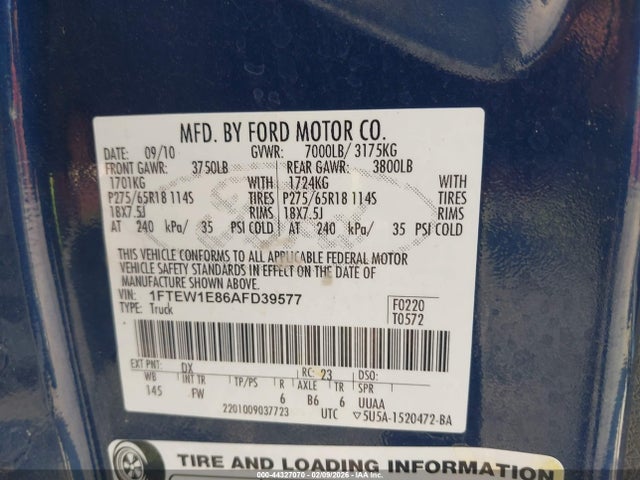 MFD. BY FORD MOTOR CO.
DATE: 09/10 GVWR: 7000LB/ 3175KG
FRONT GAWR: 3750LB REAR GAWR: 3800LB
1701KG WITH 1724KG WITH
P275/65R18 114S TIRES P275/65R18 114S TIRES
18X7.5J RIMS 18X7.5J RIMS
AT 240 kPa/ 35 PSI COLD AT 240 kPa/ 35 PSI COLD
THIS VEHICLE CONFORMS TO ALL APPLICABLE FEDERAL MOTOR
VEHICLE SAFETY STANDARDS IN EFFECT ON THE DATE OF
MANUFACTURE SHOWN ABOVE.
VIN: 1FTEW1E86AFD39577 F0220
TYPE: Truck T0572
EXT PNT: DX RC: 23 DSO:
WB INT TR TP/PS R AXLE TR SPR
145 FW 6 B6 6 UUAA
2201009037723 UTC ▽5U5A-1520472-BA
TIRE AND LOADING INFORMATION
000-44327070 - 02/09/2026 - IAA Inc.